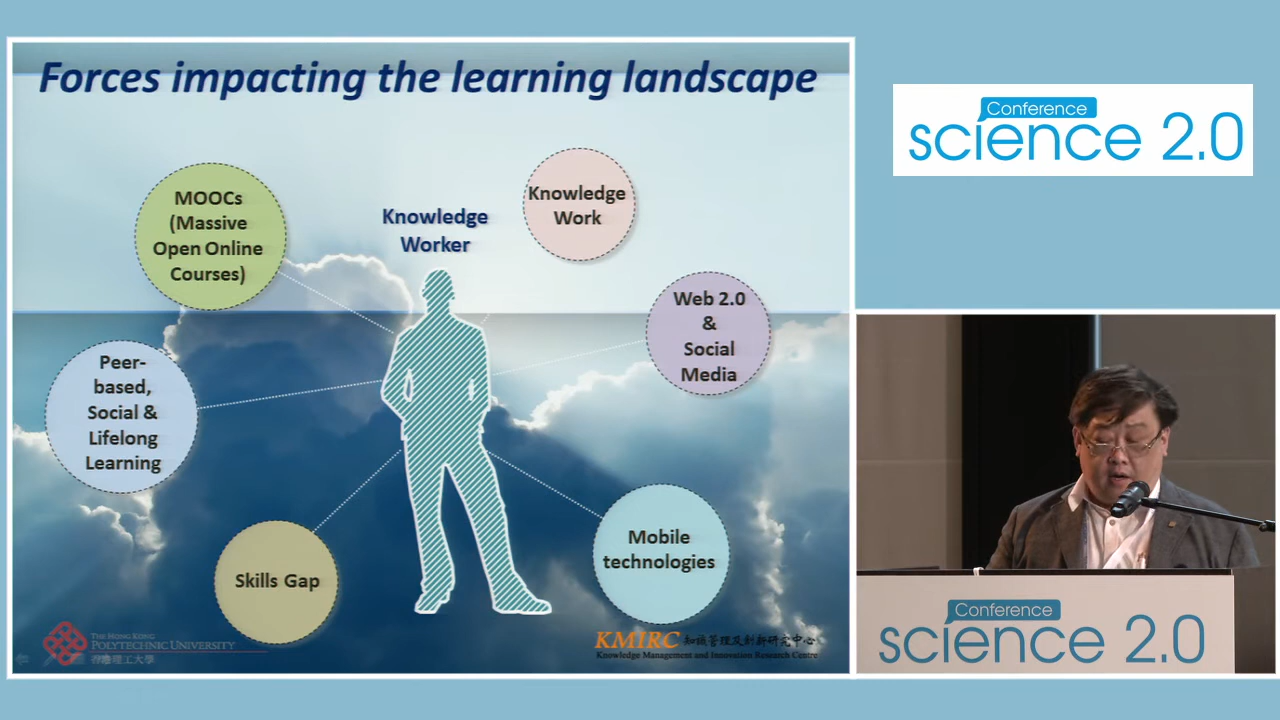 Forces impacting the learning landscape
MOOCs
(Massive
Open Online
Courses)
Knowledge
Worker
Knowledge
Work
Web 2.0
&
Social
Media
Peer-
based,
Social &
Lifelong
Learning
Skills Gap
Mobile
technologies
THE HONG KONG
POLYTECHNIC UNIVERSITY
香港理工大學
KMIRC 知識管理及創新研究中心
Knowledge Management and Innovation Research Centre
Conference
science 2.0
Conference
science 2.0